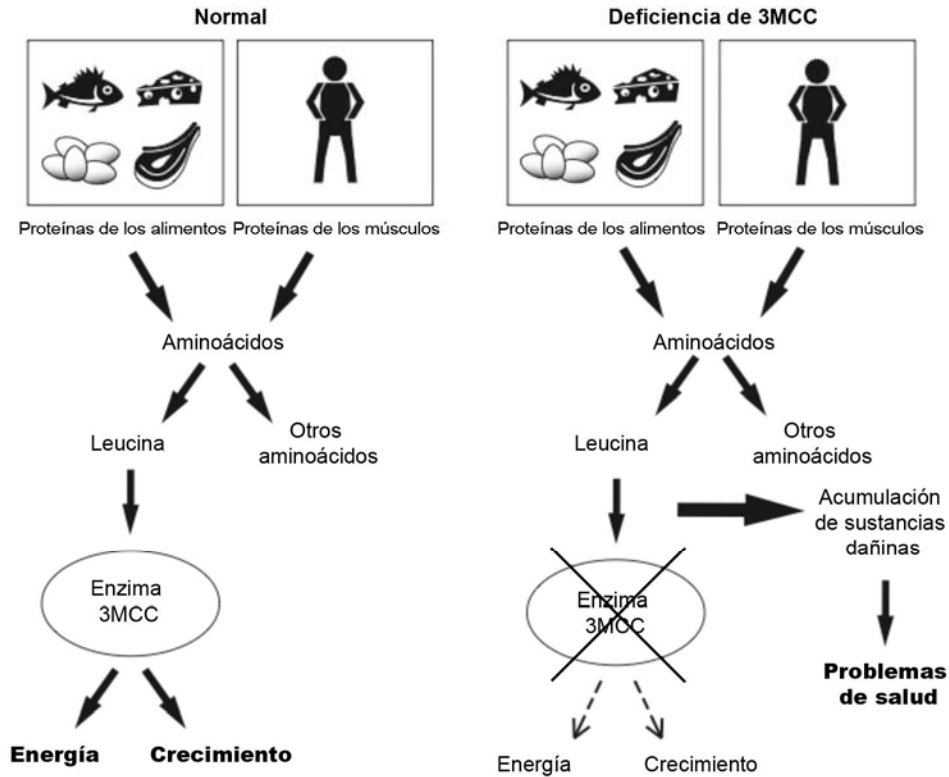 Normal
Proteínas de los alimentos
Proteínas de los músculos
Aminoácidos
Leucina
Otros
aminoácidos
Enzima
3MCC
Energía
Crecimiento
Deficiencia de 3MCC
Proteínas de los alimentos
Proteínas de los músculos
Aminoácidos
Leucina
Otros
aminoácidos
Acumulación
de sustancias
dañinas
Enzima
3MCC
Problemas
de salud
Energía
Crecimiento